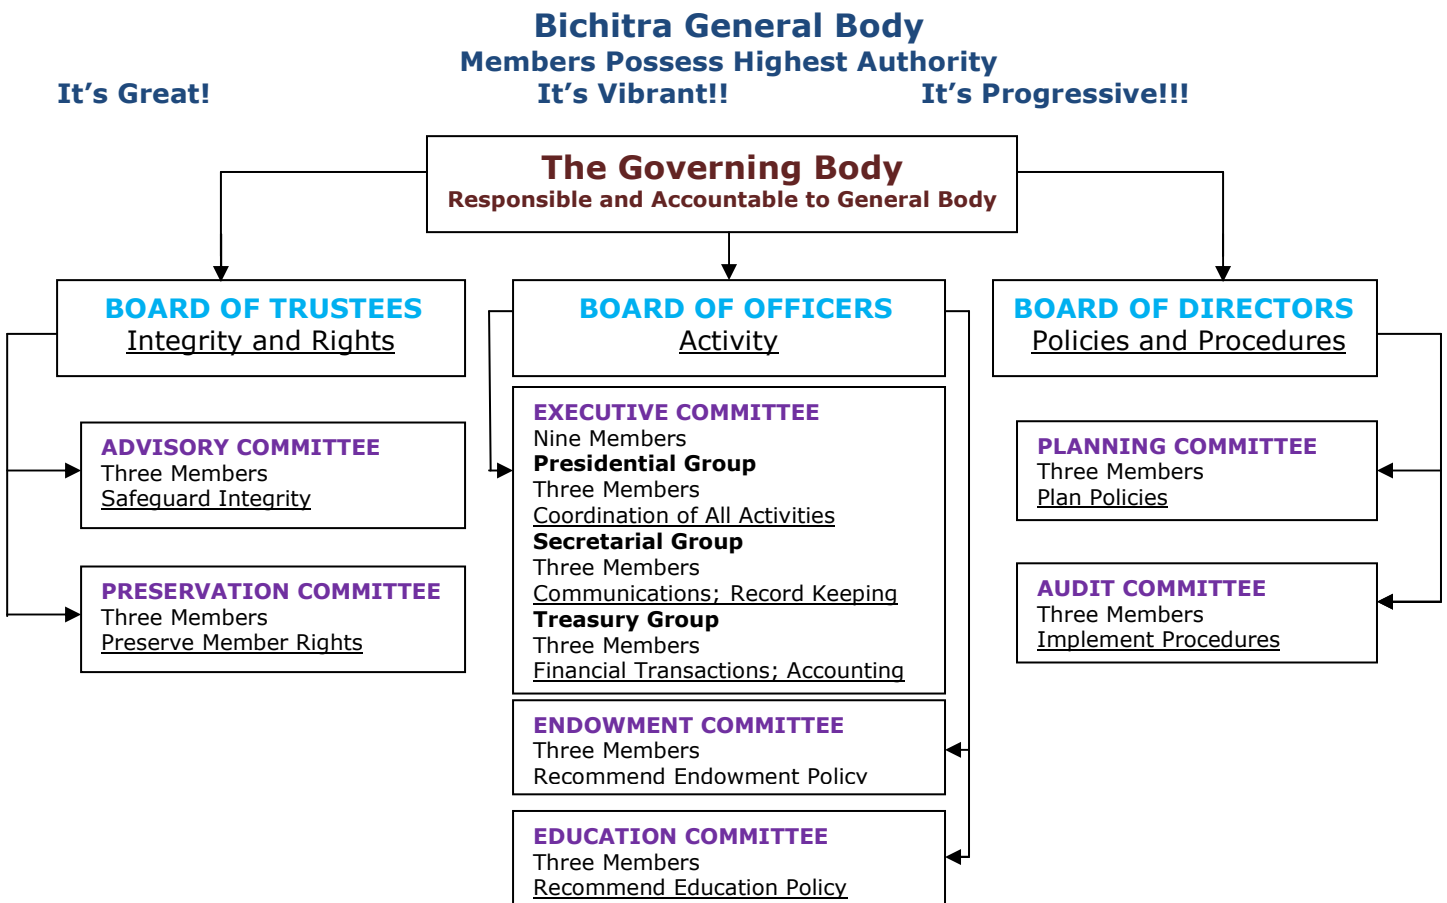 Bichitra General Body
Members Possess Highest Authority
It's Great! It's Vibrant!! It's Progressive!!!
The Governing Body
Responsible and Accountable to General Body
BOARD OF TRUSTEES
Integrity and Rights
ADVISORY COMMITTEE
Three Members
Safeguard Integrity
PRESERVATION COMMITTEE
Three Members
Preserve Member Rights
BOARD OF OFFICERS
Activity
EXECUTIVE COMMITTEE
Nine Members
Presidential Group
Three Members
Coordination of All Activities
Secretarial Group
Three Members
Communications; Record Keeping
Treasury Group
Three Members
Financial Transactions; Accounting
ENDOWMENT COMMITTEE
Three Members
Recommend Endowment Policy
EDUCATION COMMITTEE
Three Members
Recommend Education Policy
BOARD OF DIRECTORS
Policies and Procedures
PLANNING COMMITTEE
Three Members
Plan Policies
AUDIT COMMITTEE
Three Members
Implement Procedures